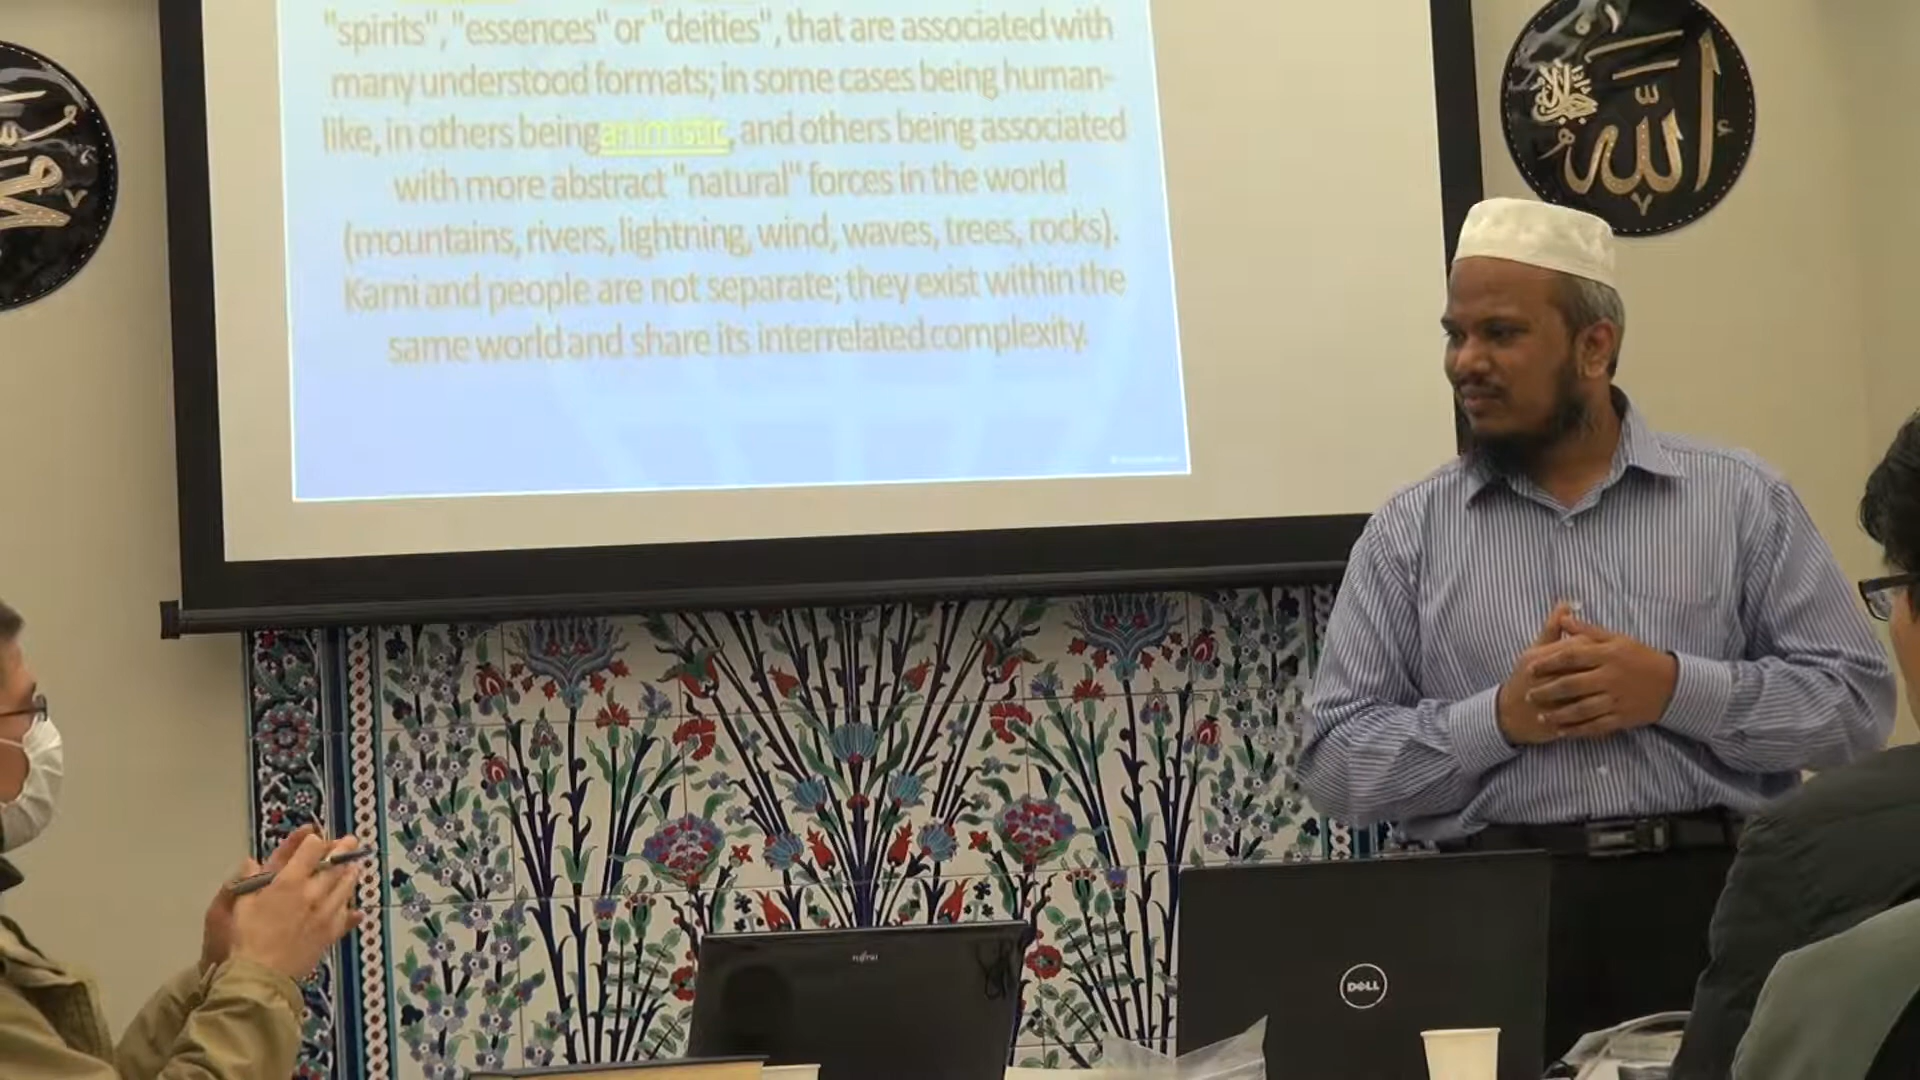 "spirits", "essences" or "deities", that are associated with
many understood formats; in some cases being human-
like, in others being animistic, and others being associated
with more abstract "natural" forces in the world
(mountains, rivers, lightning, wind, waves, trees, rocks).
Kami and people are not separate; they exist within the
same world and share its interrelated complexity.
الله
جل جلاله
FUJITSU
DELL